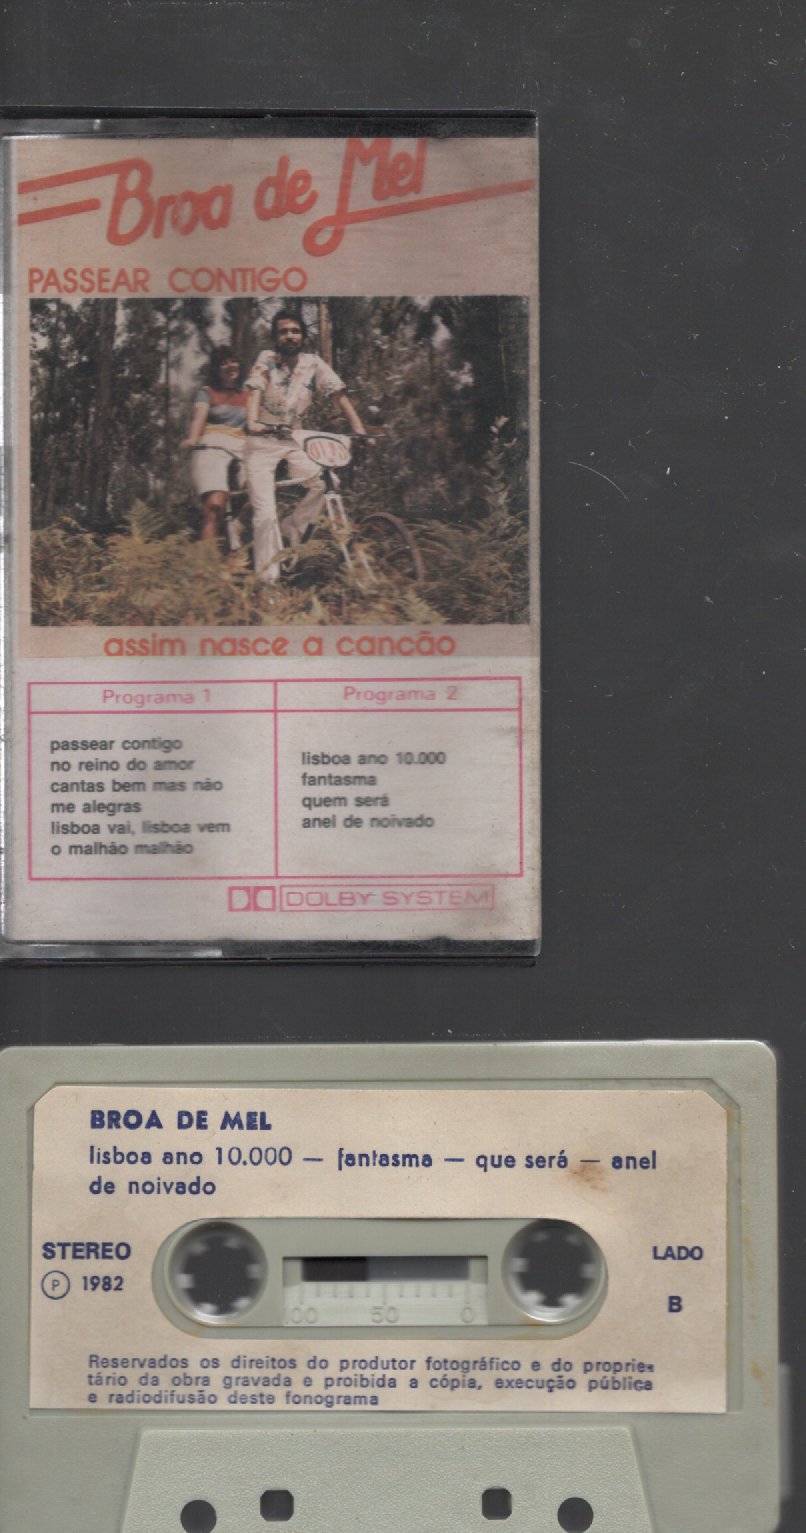 Broa de Mel
PASSEAR CONTIGO
assim nasce a cancão
Programa 1
passear contigo
no reino do amor
cantas bem mas não
me alegras
lisboa vai, lisboa vem
o malhão malhão
Programa 2
lisboa ano 10.000
fantasma
quem será
anel de noivado
DOLBY SYSTEM
BROA DE MEL
lisboa ano 10.000 — fantasma — que será — anel
de noivado
STEREO
Ⓟ 1982
LADO
B
100 50 0
Reservados os direitos do produtor fotográfico e do proprie-
tário da obra gravada e proibida a cópia, execução pública
e radiodifusão deste fonograma